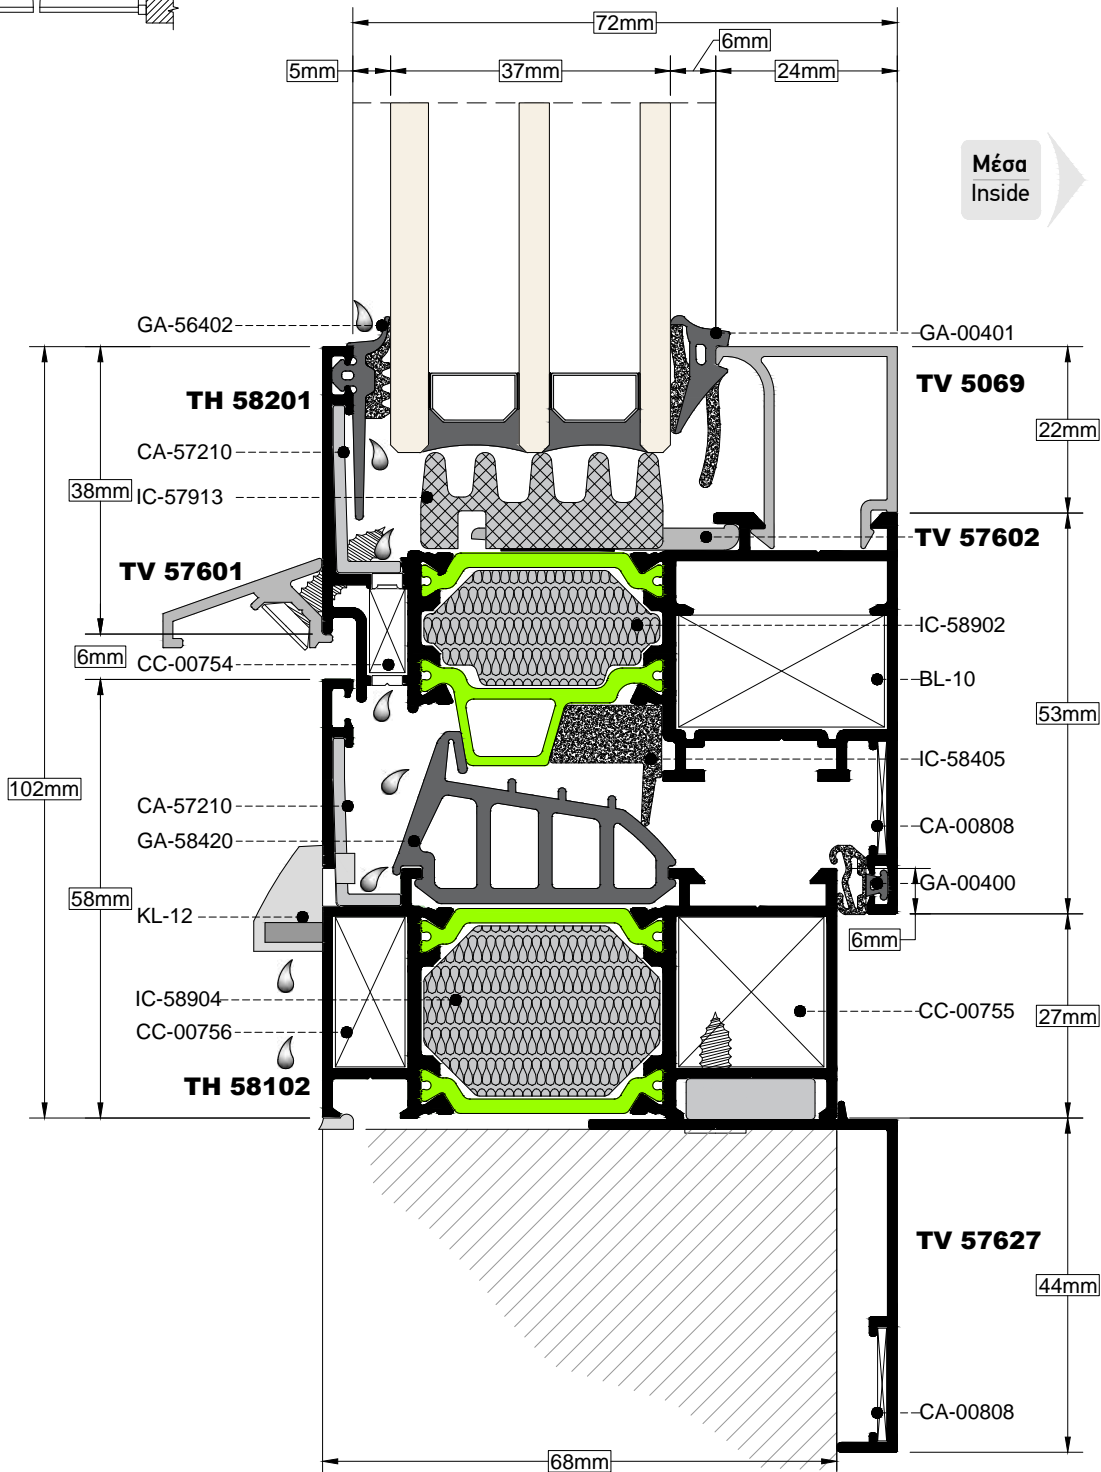 72mm
6mm
5mm
37mm
24mm
Μέσα
Inside
GA-56402
GA-00401
TH 58201
TV 5069
CA-57210
22mm
38mm
IC-57913
TV 57602
TV 57601
IC-58902
6mm
CC-00754
BL-10
53mm
IC-58405
102mm
CA-57210
CA-00808
GA-58420
GA-00400
58mm
KL-12
6mm
IC-58904
CC-00755
27mm
CC-00756
TH 58102
TV 57627
44mm
CA-00808
68mm